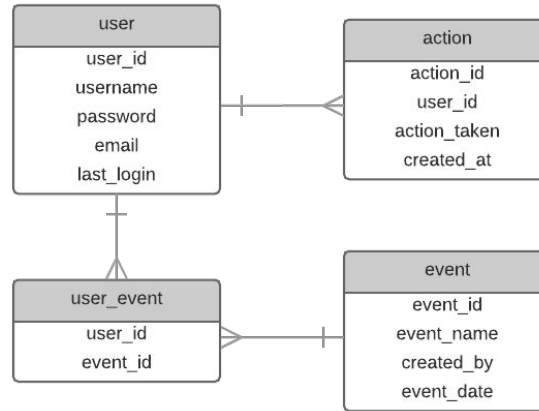 user
user_id
username
password
email
last_login
action
action_id
user_id
action_taken
created_at
user_event
user_id
event_id
event
event_id
event_name
created_by
event_date